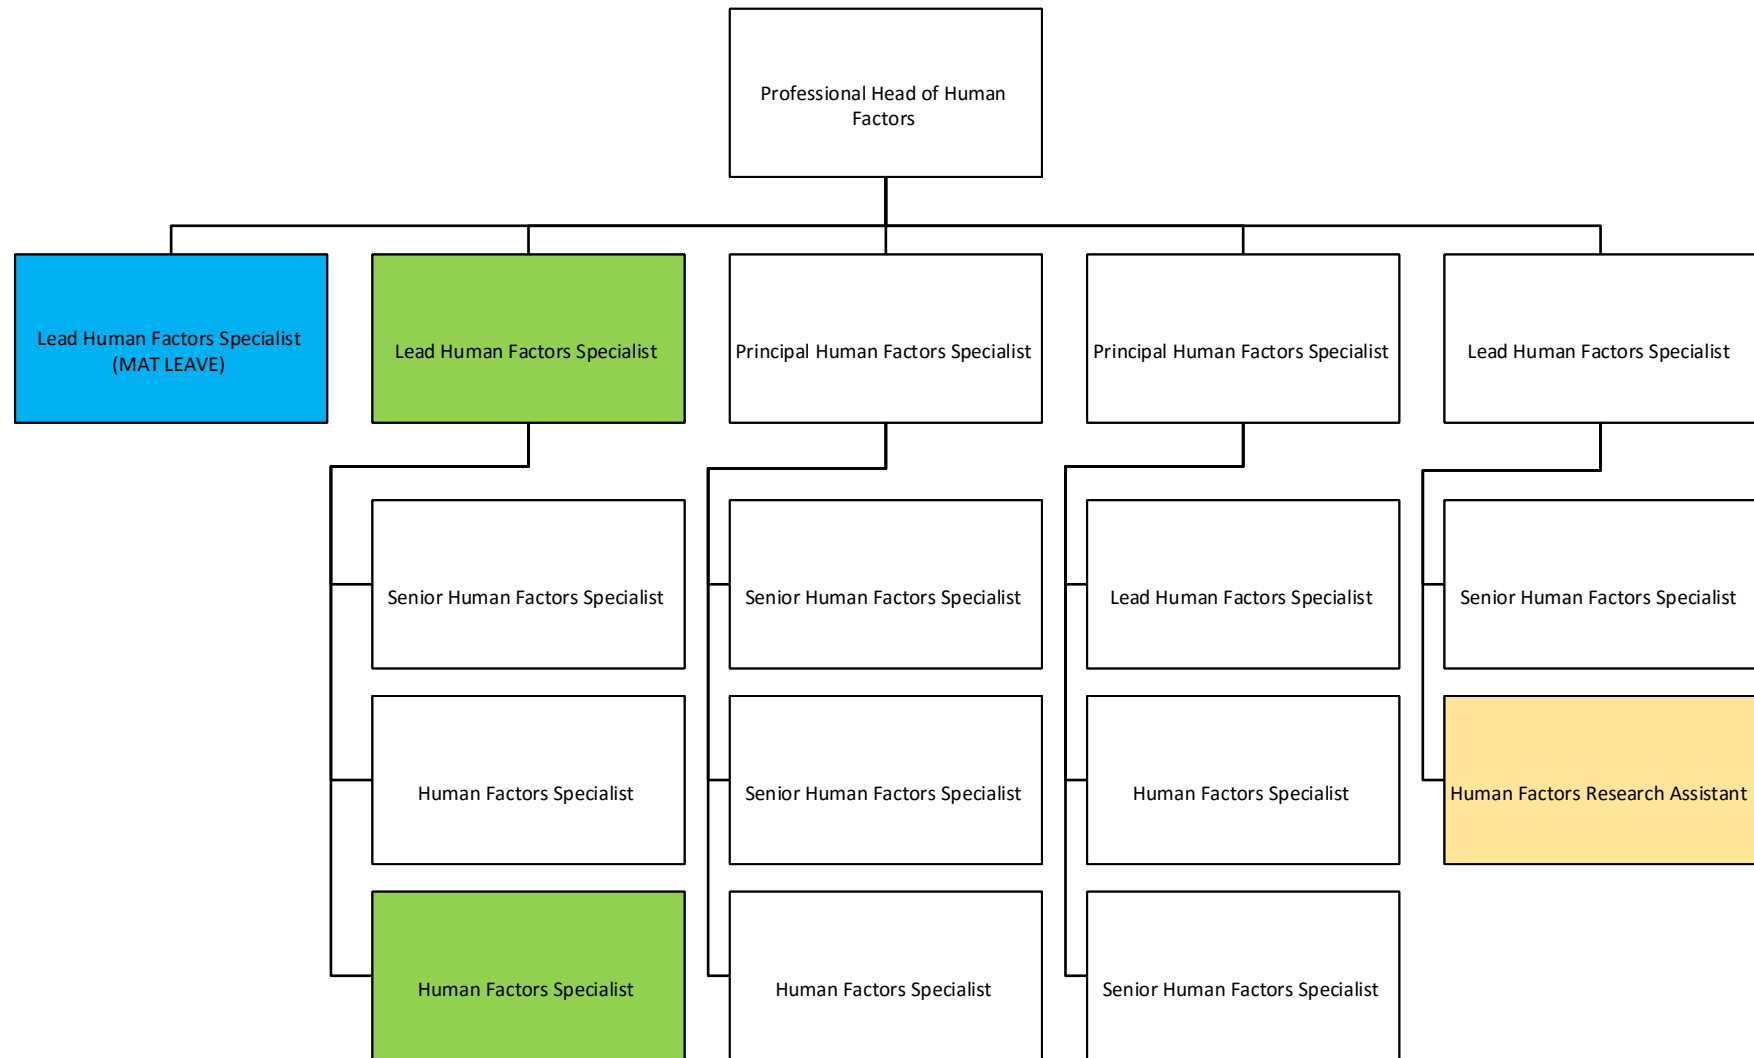 Professional Head of Human
Factors
Lead Human Factors Specialist
(MAT LEAVE)
Lead Human Factors Specialist
Principal Human Factors Specialist
Principal Human Factors Specialist
Lead Human Factors Specialist
Senior Human Factors Specialist
Senior Human Factors Specialist
Lead Human Factors Specialist
Senior Human Factors Specialist
Human Factors Specialist
Senior Human Factors Specialist
Human Factors Specialist
Human Factors Research Assistant
Human Factors Specialist
Human Factors Specialist
Senior Human Factors Specialist